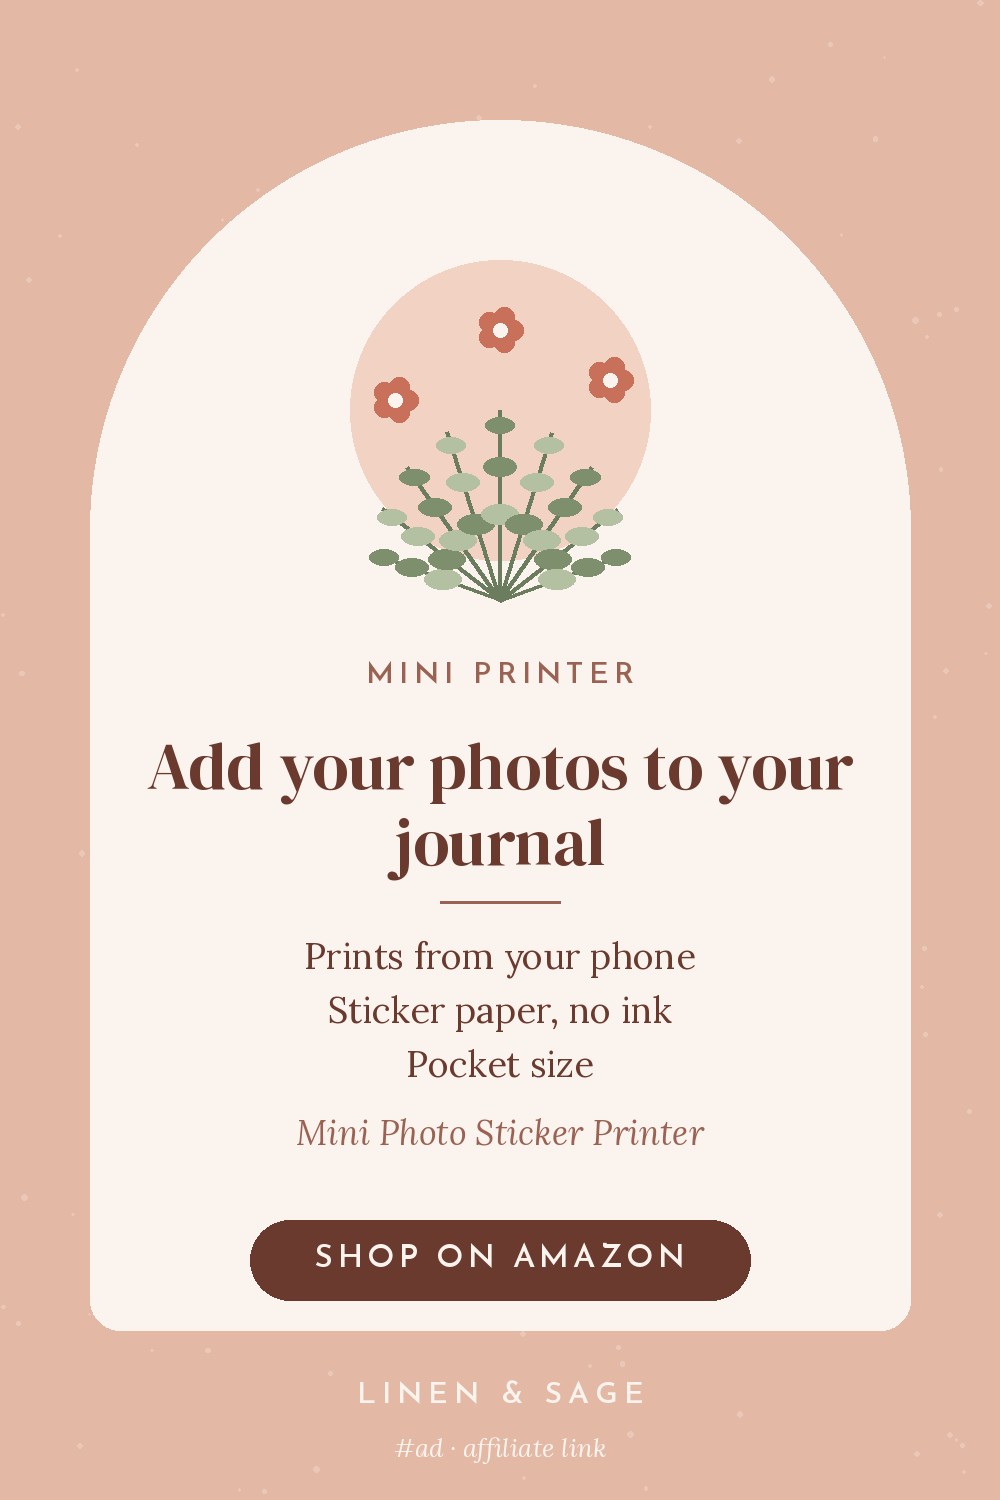 MINI PRINTER
Add your photos to your
journal
Prints from your phone
Sticker paper, no ink
Pocket size
Mini Photo Sticker Printer
SHOP ON AMAZON
LINEN & SAGE
#ad · affiliate link